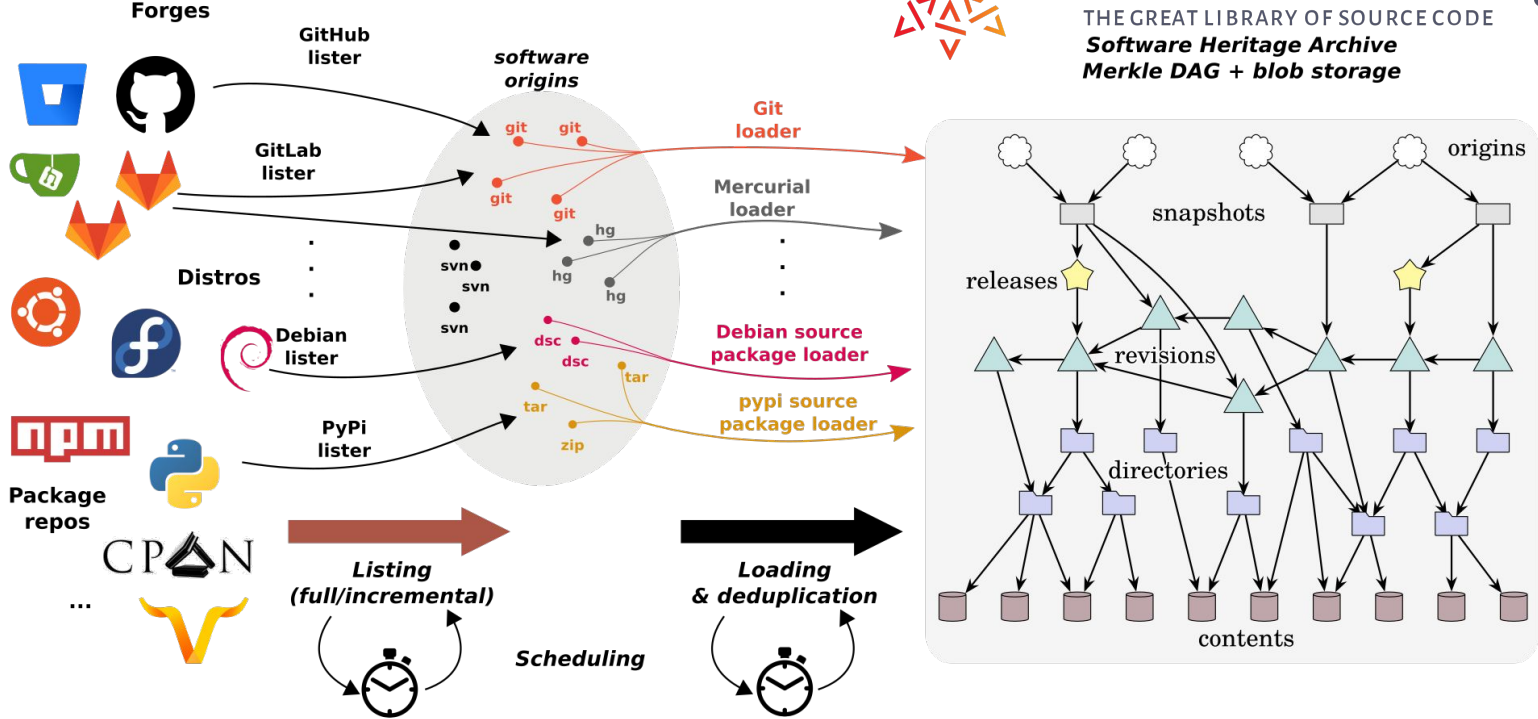 Forges
GitHub
lister
software
origins
THE GREAT LIBRARY OF SOURCE CODE
Software Heritage Archive
Merkle DAG + blob storage
git
git
git
git
Git
loader
GitLab
lister
Mercurial
loader
hg
hg
hg
svn
svn
svn
.
.
.
.
.
.
origins
snapshots
releases
revisions
directories
contents
Distros
Debian
lister
dsc
dsc
Debian source
package loader
tar
tar
zip
pypi source
package loader
npm
PyPi
lister
Package
repos
CPAN
...
Listing
(full/incremental)
Loading
& deduplication
Scheduling